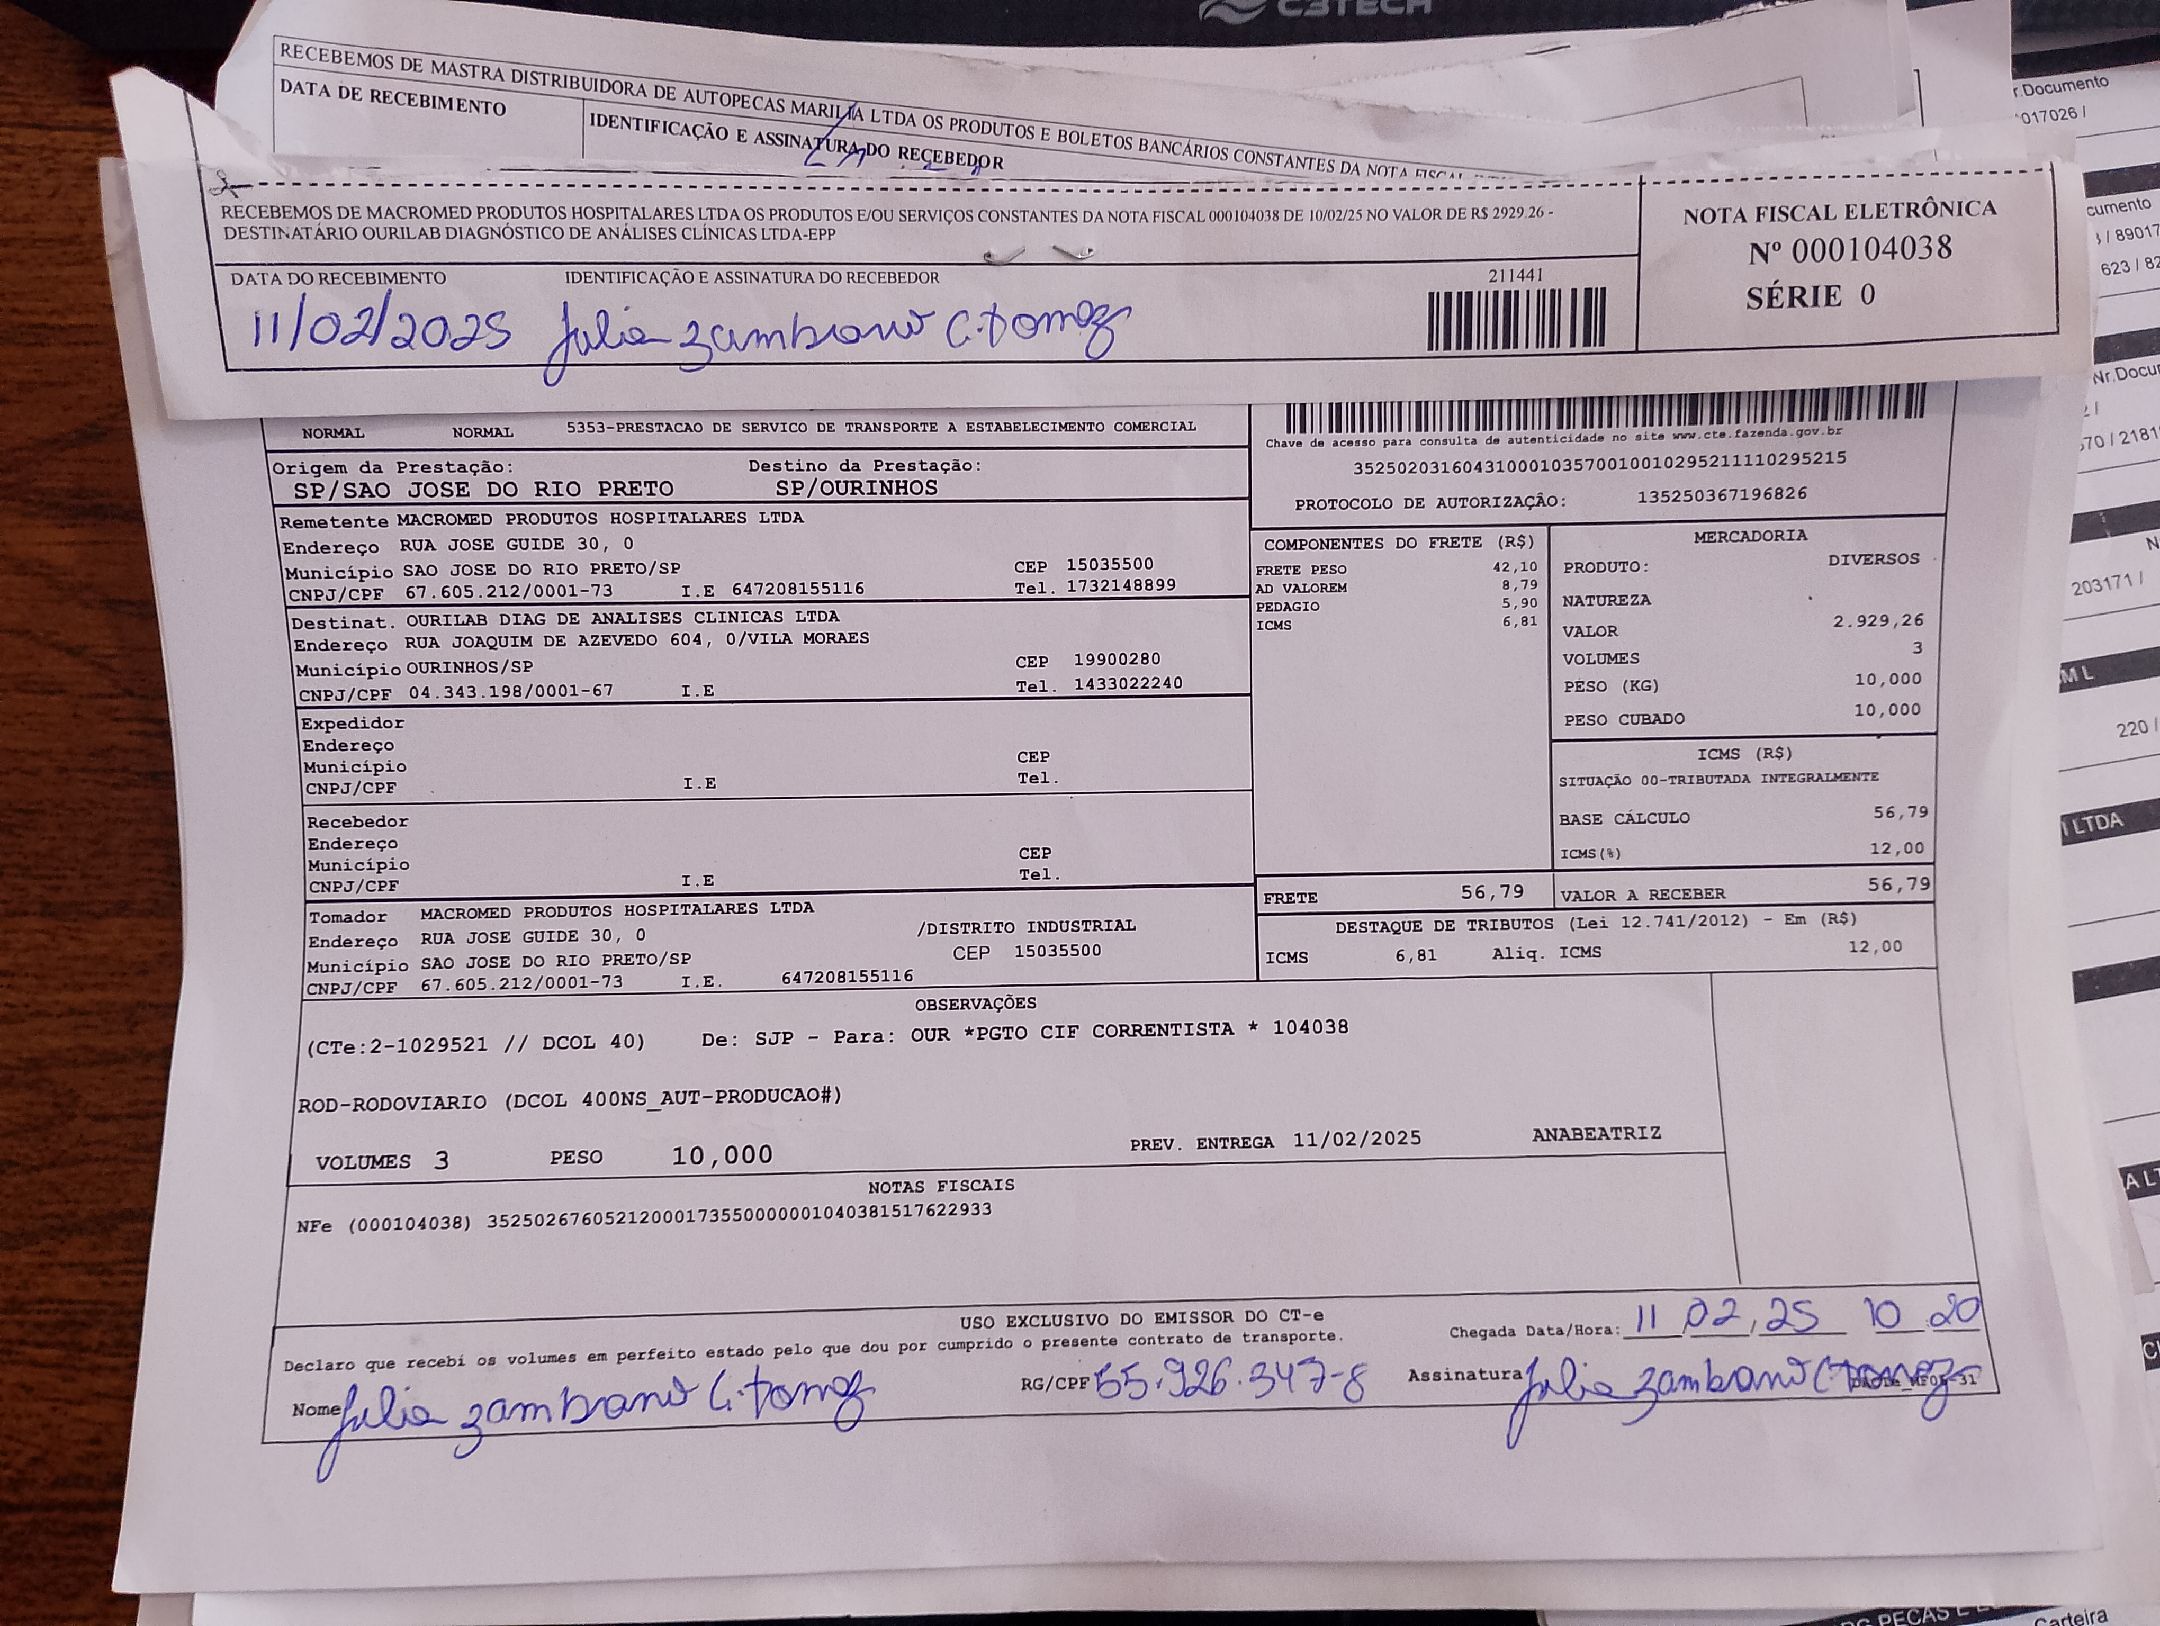 C3TECH
RECEBEMOS DE MASTRA DISTRIBUIDORA DE AUTOPECAS MARILIA LTDA OS PRODUTOS E BOLETOS BANCÁRIOS CONSTANTES DA NOTA FISCAL
DATA DE RECEBIMENTO
IDENTIFICAÇÃO E ASSINATURA DO RECEBEDOR
RECEBEMOS DE MACROMED PRODUTOS HOSPITALARES LTDA OS PRODUTOS E/OU SERVIÇOS CONSTANTES DA NOTA FISCAL 000104038 DE 10/02/25 NO VALOR DE R$ 2929.26 -
DESTINATÁRIO OURILAB DIAGNÓSTICO DE ANÁLISES CLÍNICAS LTDA-EPP
NOTA FISCAL ELETRÔNICA
Nº 000104038
SÉRIE 0
DATA DO RECEBIMENTO IDENTIFICAÇÃO E ASSINATURA DO RECEBEDOR 211441
11/02/2025 Julia Zambrano C. Tomaz
NORMAL NORMAL 5353-PRESTACAO DE SERVICO DE TRANSPORTE A ESTABELECIMENTO COMERCIAL
Chave de acesso para consulta de autenticidade no site www.cte.fazenda.gov.br
35250203160431000103570010010295211110295215
PROTOCOLO DE AUTORIZAÇÃO: 135250367196826
Origem da Prestação: Destino da Prestação:
SP/SAO JOSE DO RIO PRETO SP/OURINHOS
Remetente MACROMED PRODUTOS HOSPITALARES LTDA
Endereço RUA JOSE GUIDE 30, 0
Município SAO JOSE DO RIO PRETO/SP CEP 15035500
CNPJ/CPF 67.605.212/0001-73 I.E 647208155116 Tel. 1732148899
Destinat. OURILAB DIAG DE ANALISES CLINICAS LTDA
Endereço RUA JOAQUIM DE AZEVEDO 604, 0/VILA MORAES
Município OURINHOS/SP CEP 19900280
CNPJ/CPF 04.343.198/0001-67 I.E Tel. 1433022240
Expedidor
Endereço
Município CEP
CNPJ/CPF I.E Tel.
Recebedor
Endereço
Município CEP
CNPJ/CPF I.E Tel.
Tomador MACROMED PRODUTOS HOSPITALARES LTDA
Endereço RUA JOSE GUIDE 30, 0 /DISTRITO INDUSTRIAL
Município SAO JOSE DO RIO PRETO/SP CEP 15035500
CNPJ/CPF 67.605.212/0001-73 I.E. 647208155116
COMPONENTES DO FRETE (R$)
FRETE PESO 42,10
AD VALOREM 8,79
PEDAGIO 5,90
ICMS 6,81
MERCADORIA
PRODUTO: DIVERSOS
NATUREZA
VALOR 2.929,26
VOLUMES 3
PESO (KG) 10,000
PESO CUBADO 10,000
ICMS (R$)
SITUAÇÃO 00-TRIBUTADA INTEGRALMENTE
BASE CÁLCULO 56,79
ICMS(%) 12,00
FRETE 56,79 VALOR A RECEBER 56,79
DESTAQUE DE TRIBUTOS (Lei 12.741/2012) - Em (R$)
ICMS 6,81 Aliq. ICMS 12,00
OBSERVAÇÕES
(CTe:2-1029521 // DCOL 40) De: SJP - Para: OUR *PGTO CIF CORRENTISTA * 104038
ROD-RODOVIARIO (DCOL 400NS_AUT-PRODUCAO#)
VOLUMES 3 PESO 10,000 PREV. ENTREGA 11/02/2025 ANABEATRIZ
NOTAS FISCAIS
NFe (000104038) 35250267605212000173550000001040381517622933
USO EXCLUSIVO DO EMISSOR DO CT-e
Declaro que recebi os volumes em perfeito estado pelo que dou por cumprido o presente contrato de transporte.
Chegada Data/Hora: 11 02, 25 10 20
Nome Julia Zambrano C. Tomaz RG/CPF 55.926.347-8 Assinatura Julia Zambrano C Tomaz
r.Documento
017026 /
cumento
/ 89017
623 / 82
Nr.Docu
570 / 2181
203171 /
M L
220 /
LTDA
A LT
PECAS E
Carteira